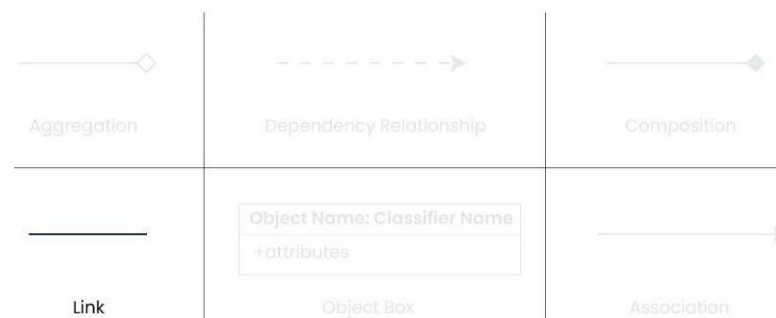 Aggregation
Dependency Relationship
Composition
Object Name: Classifier Name
+attributes
Link
Object Box
Association